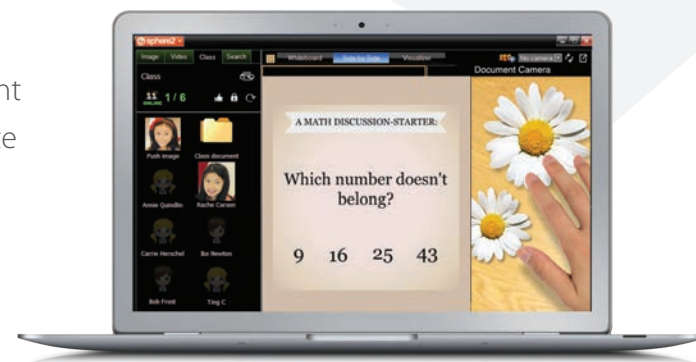 nt
e
sphere2
Image Video Class Search
Whiteboard Side by Side Visualizer
No camera
Document Camera
Class
11 ONLINE 1 / 6
Push image Class document
Annie Quindlin Rache Carson
Carrie Herschel Ike Newton
Bob Frost Ting C
A MATH DISCUSSION-STARTER:
Which number doesn't
belong?
9 16 25 43